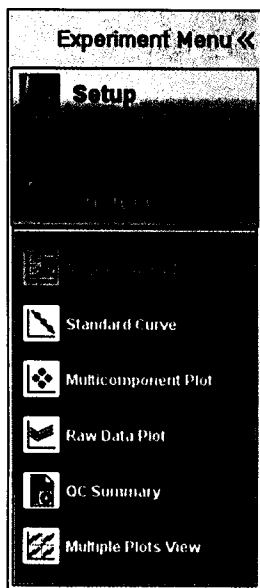 Experiment Menu «
Setup
Standard Curve
Multicomponent Plot
Raw Data Plot
QC Summary
Multiple Plots View